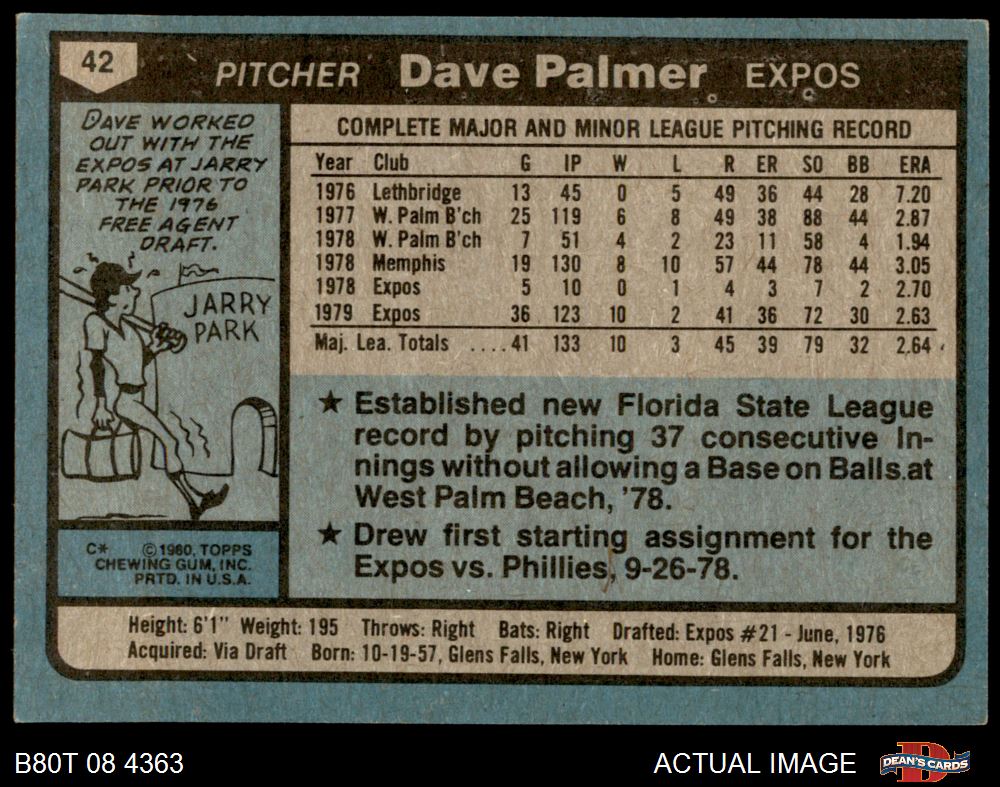 42
PITCHER Dave Palmer EXPOS
DAVE WORKED
OUT WITH THE
EXPOS AT JARRY
PARK PRIOR TO
THE 1976
FREE AGENT
DRAFT.
JARRY
PARK
C* © 1980, TOPPS
CHEWING GUM, INC.
PRTD. IN U.S.A.
COMPLETE MAJOR AND MINOR LEAGUE PITCHING RECORD
Year Club G IP W L R ER SO BB ERA
1976 Lethbridge 13 45 0 5 49 36 44 28 7.20
1977 W. Palm B'ch 25 119 6 8 49 38 88 44 2.87
1978 W. Palm B'ch 7 51 4 2 23 11 58 4 1.94
1978 Memphis 19 130 8 10 57 44 78 44 3.05
1978 Expos 5 10 0 1 4 3 7 2 2.70
1979 Expos 36 123 10 2 41 36 72 30 2.63
Maj. Lea. Totals ....41 133 10 3 45 39 79 32 2.64
★ Established new Florida State League
record by pitching 37 consecutive In-
nings without allowing a Base on Balls at
West Palm Beach, '78.
★ Drew first starting assignment for the
Expos vs. Phillies, 9-26-78.
Height: 6'1" Weight: 195 Throws: Right Bats: Right Drafted: Expos #21 - June, 1976
Acquired: Via Draft Born: 10-19-57, Glens Falls, New York Home: Glens Falls, New York
B80T 08 4363
ACTUAL IMAGE
D
DEAN'S CARDS